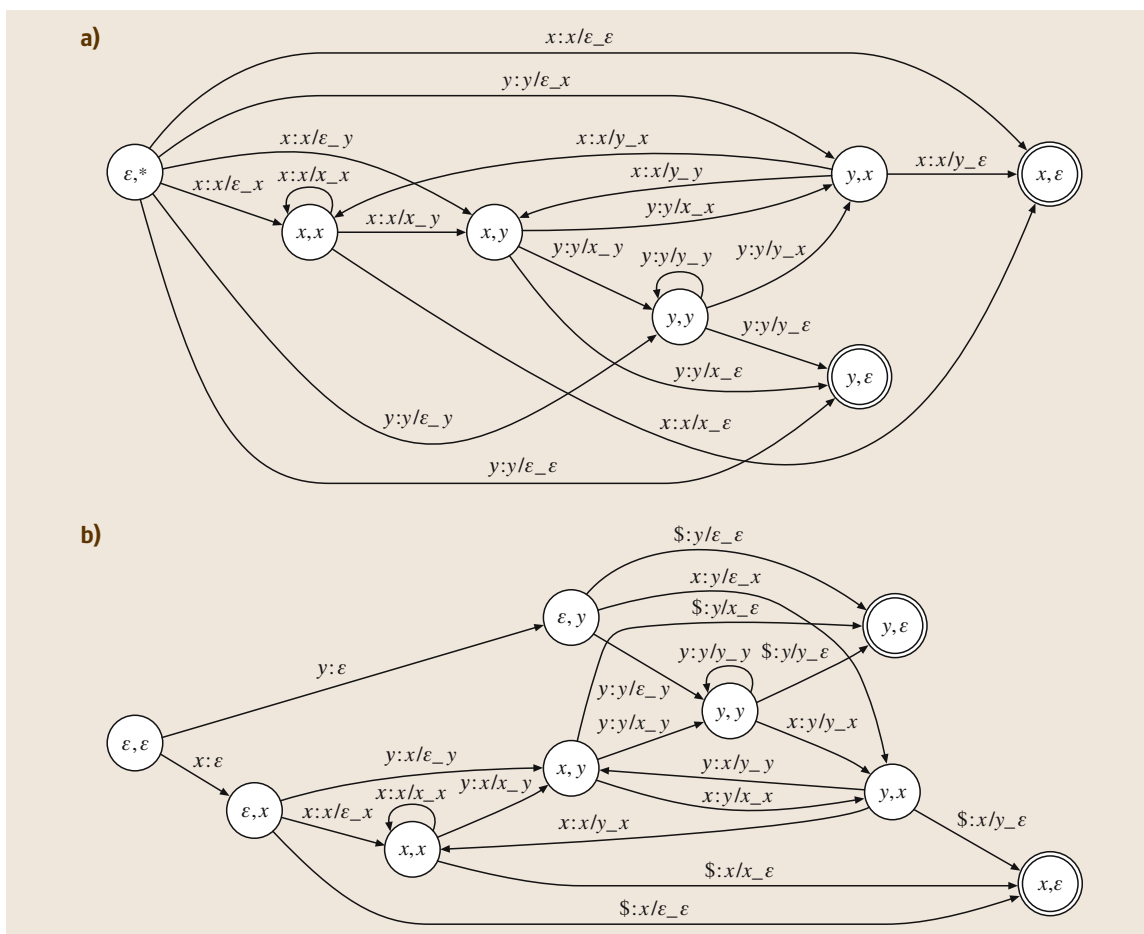 a)
x:x/ε_ε
y:y/ε_x
x:x/ε_y
x:x/y_x
ε,*
x:x/ε_x
x:x/x_x
x:x/y_y
y,x
x:x/y_ε
x,ε
x,x
x:x/x_y
x,y
y:y/x_x
y:y/x_y
y:y/y_y
y:y/y_x
y,y
y:y/y_ε
y:y/x_ε
y,ε
y:y/ε_y
x:x/x_ε
y:y/ε_ε
b)
$:y/ε_ε
x:y/ε_x
ε,y
$:y/x_ε
y,ε
y:y/y_y
$:y/y_ε
y:ε
y:y/ε_y
y,y
y:y/x_y
x:y/y_x
ε,ε
x:ε
y:x/ε_y
x,y
y:x/y_y
y,x
ε,x
x:x/ε_x
x:x/x_x
y:x/x_y
x:y/x_x
x,x
x:x/y_x
$:x/y_ε
$:x/x_ε
x,ε
$:x/ε_ε